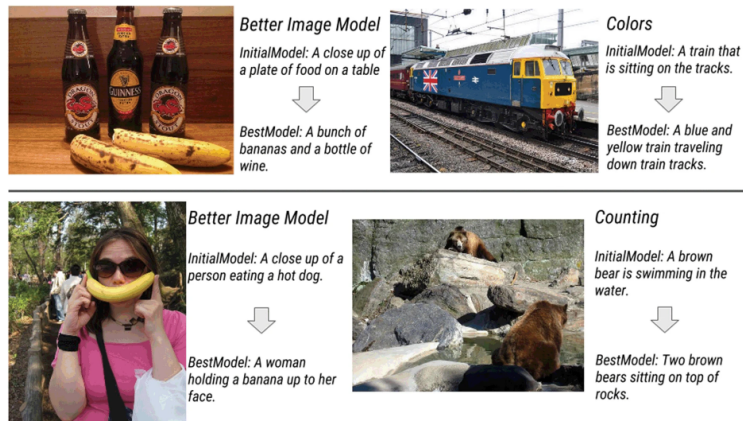 Better Image Model
InitialModel: A close up of
a plate of food on a table
BestModel: A bunch of
bananas and a bottle of
wine.
DRAGON
STOUT
GUINNESS
DRAGON
STOUT
Colors
InitialModel: A train that
is sitting on the tracks.
BestModel: A blue and
yellow train traveling
down train tracks.
Better Image Model
InitialModel: A close up of a
person eating a hot dog.
BestModel: A woman
holding a banana up to her
face.
Counting
InitialModel: A brown
bear is swimming in the
water.
BestModel: Two brown
bears sitting on top of
rocks.